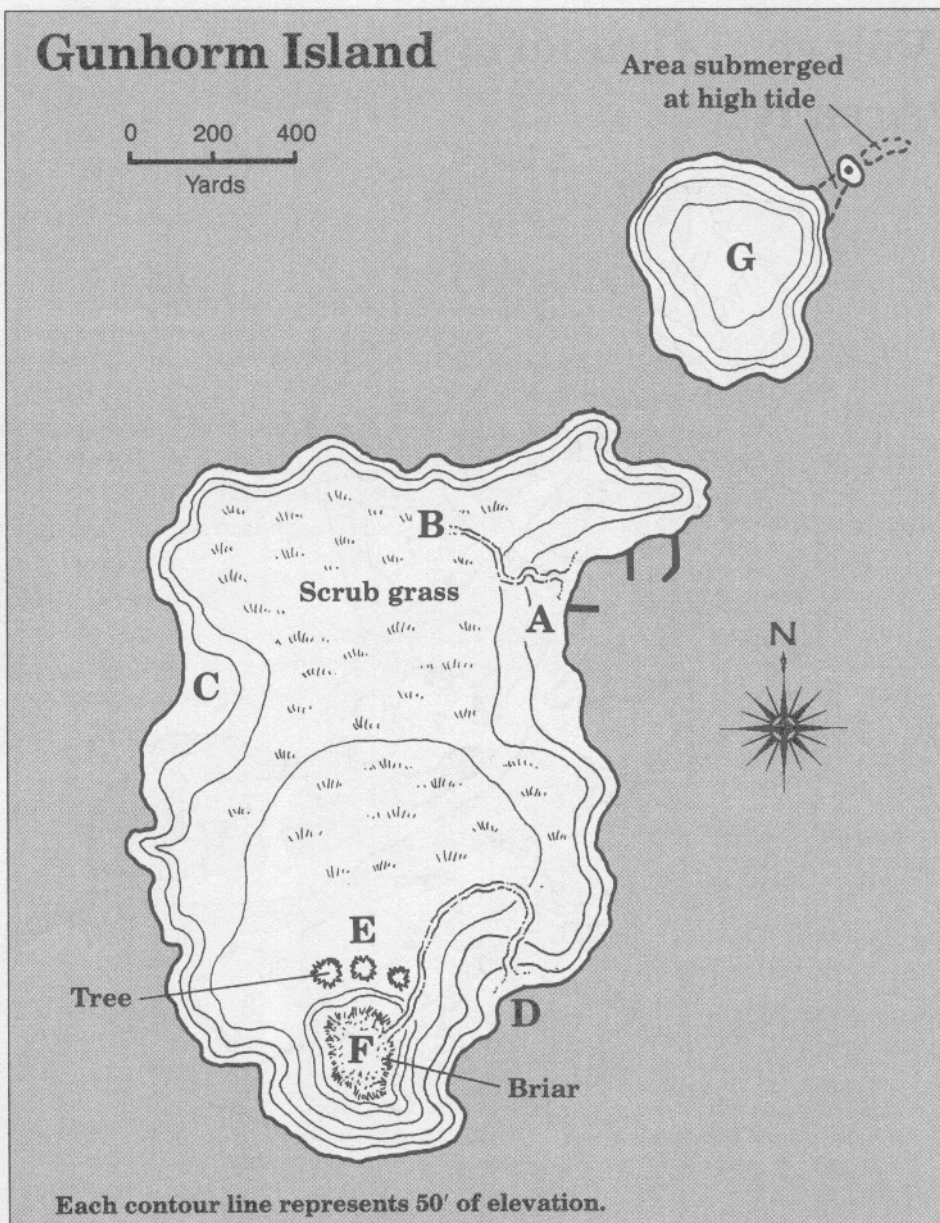 Gunhorm Island
Area submerged
at high tide
0 200 400
Yards
G
B
Scrub grass
A
N
C
E
Tree
D
F
Briar
Each contour line represents 50' of elevation.